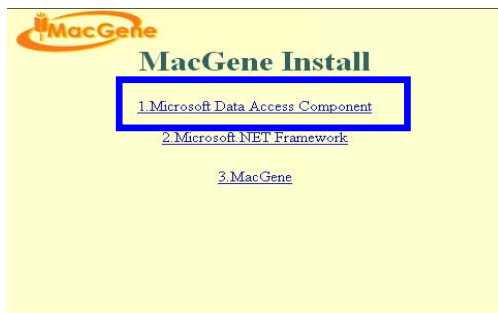 MacGene
MacGene Install
1.Microsoft Data Access Component
2.Microsoft.NET Framework
3.MacGene